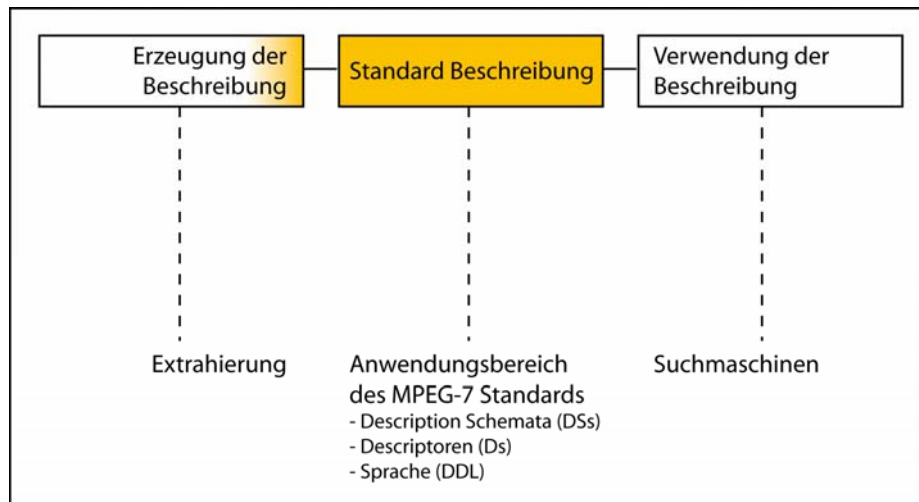 Erzeugung der
Beschreibung
Standard Beschreibung
Verwendung der
Beschreibung
Extrahierung
Anwendungsbereich
des MPEG-7 Standards
- Description Schemata (DSs)
- Descriptoren (Ds)
- Sprache (DDL)
Suchmaschinen